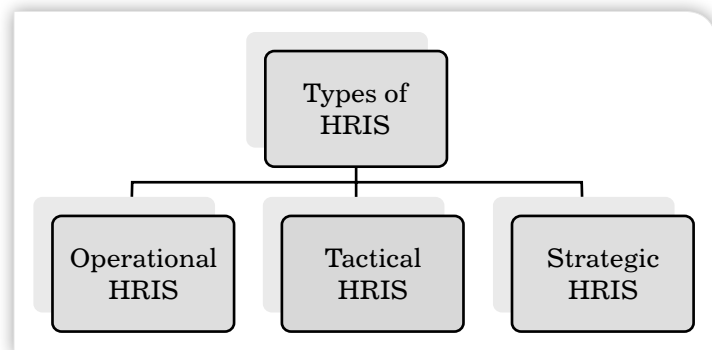 Types of
HRIS
Operational
HRIS
Tactical
HRIS
Strategic
HRIS